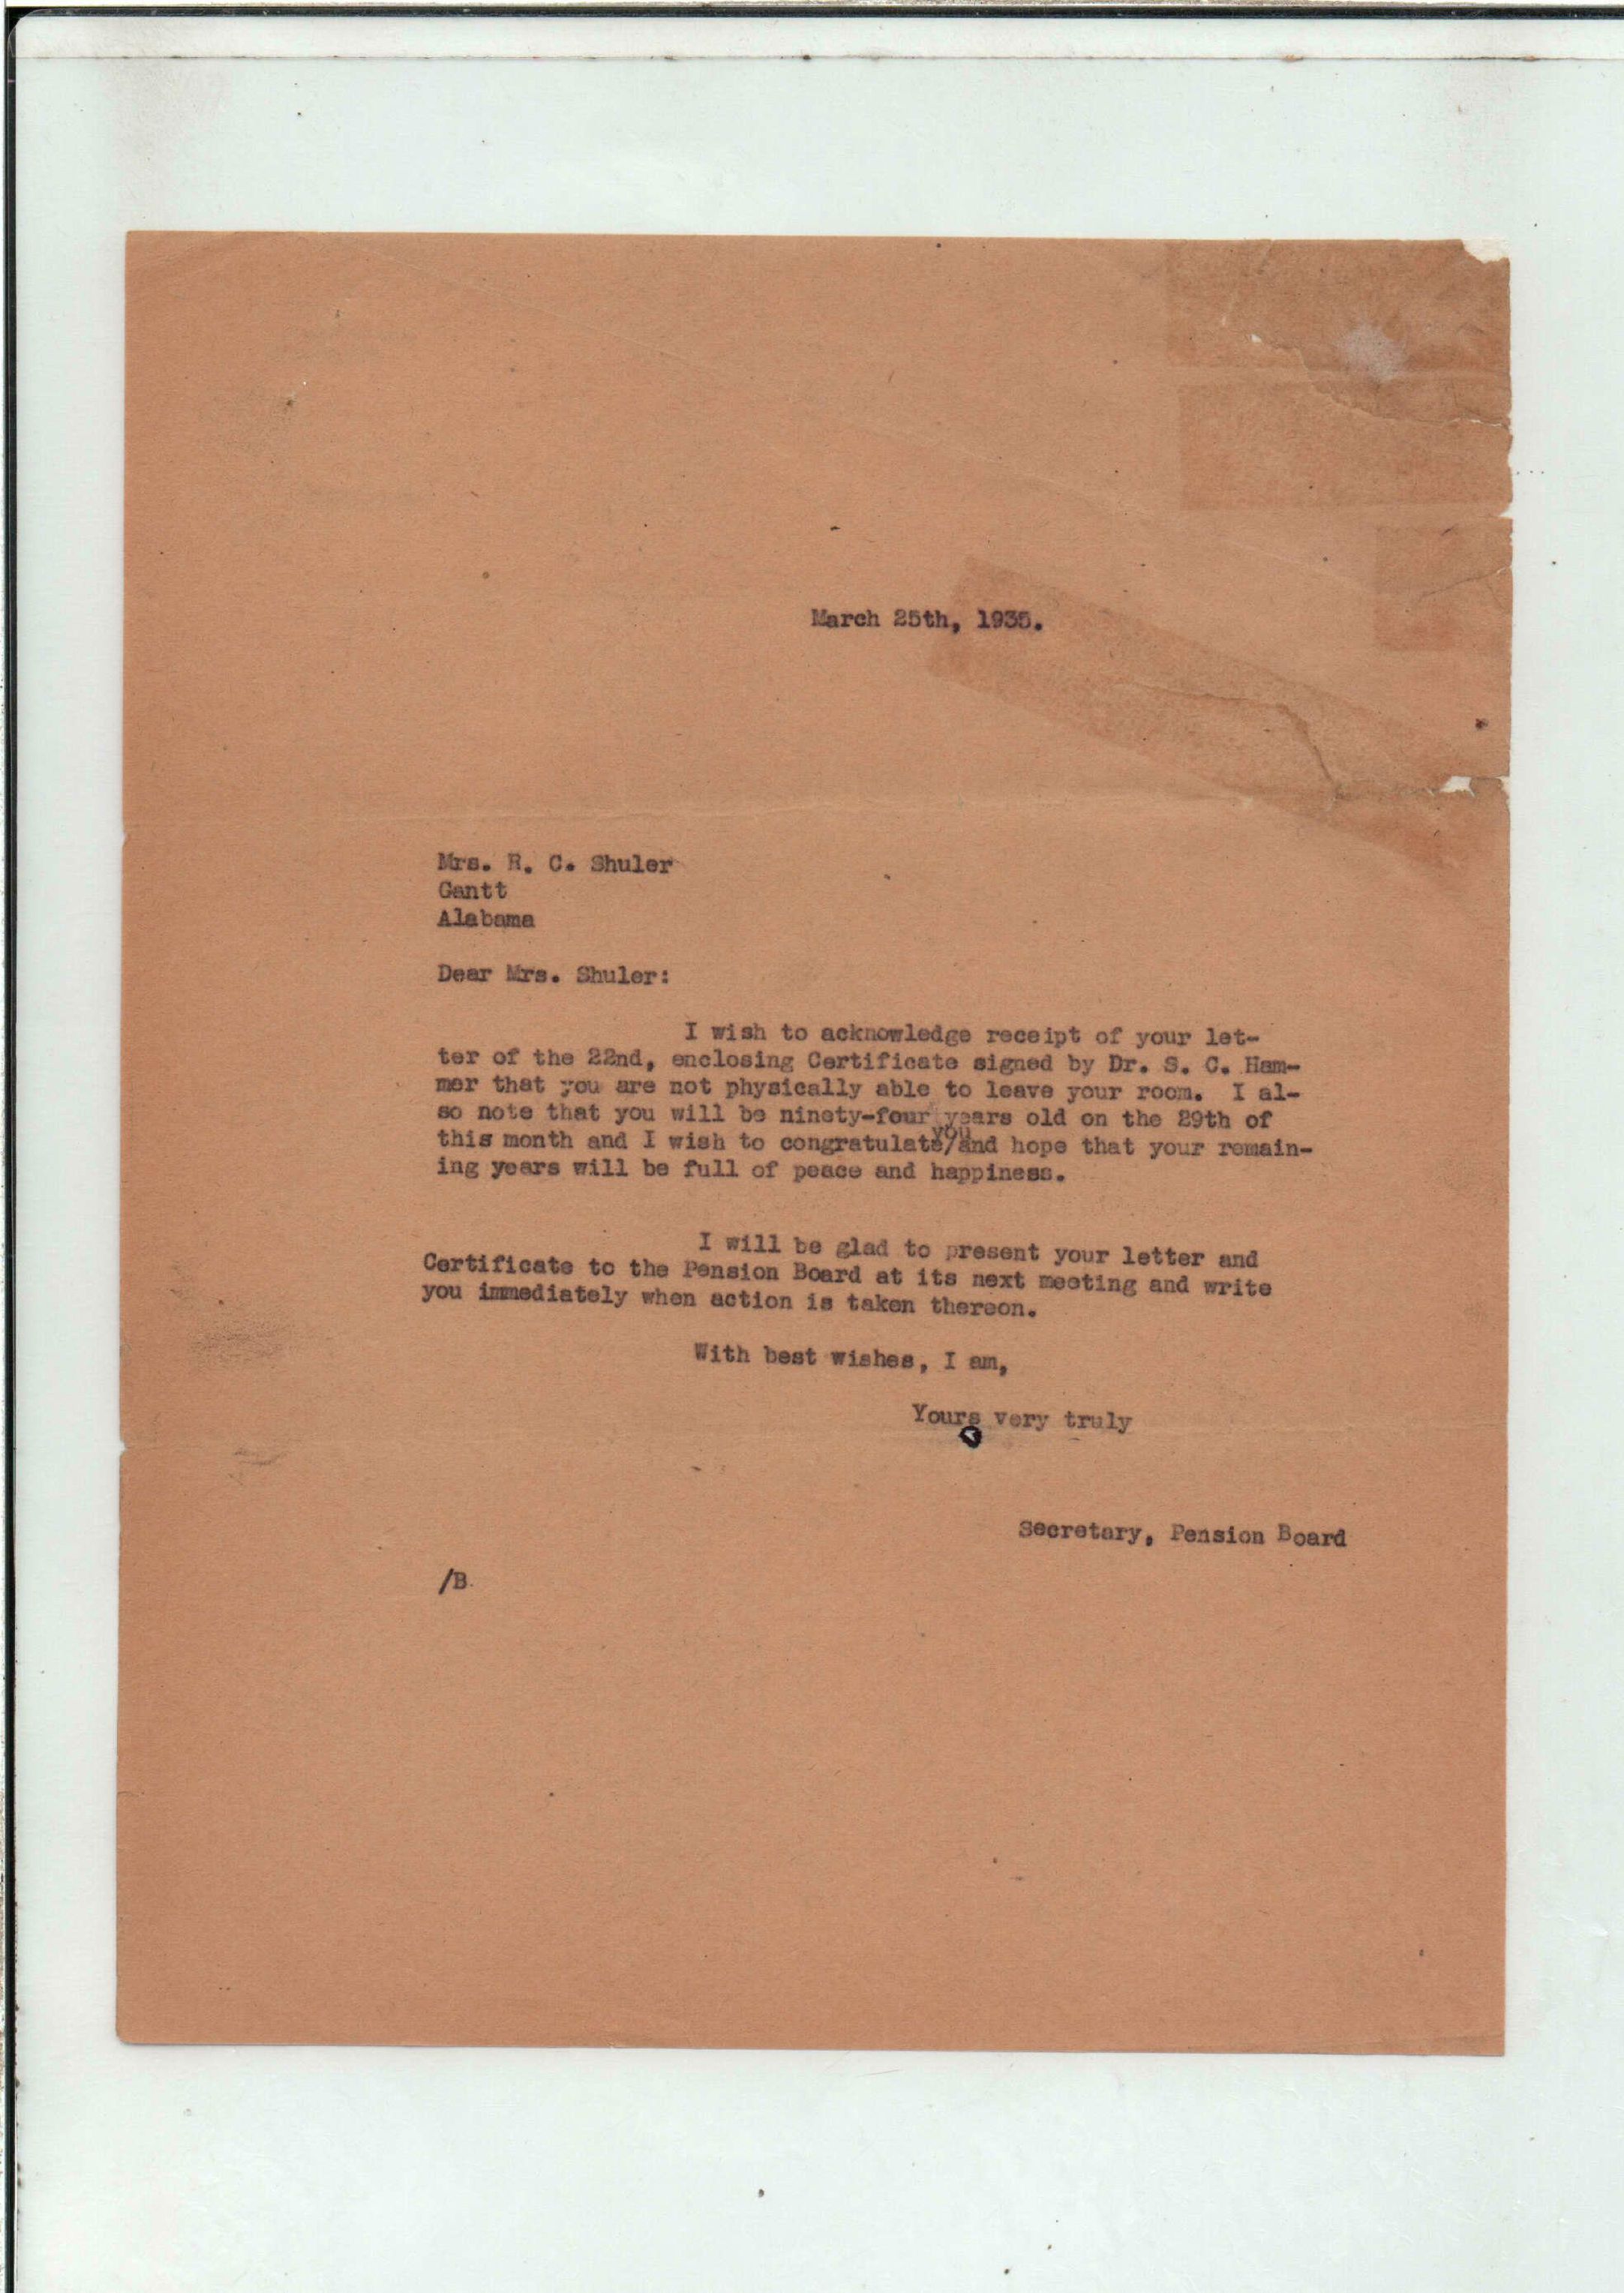 March 25th, 1935.
Mrs. R. C. Shuler
Gantt
Alabama
Dear Mrs. Shuler:
I wish to acknowledge receipt of your let-
ter of the 22nd, enclosing Certificate signed by Dr. S. C. Ham-
mer that you are not physically able to leave your room. I al-
so note that you will be ninety-four years old on the 29th of
you
this month and I wish to congratulate/and hope that your remain-
ing years will be full of peace and happiness.
I will be glad to present your letter and
Certificate to the Pension Board at its next meeting and write
you immediately when action is taken thereon.
With best wishes, I am,
Yours very truly
Secretary, Pension Board
/B.